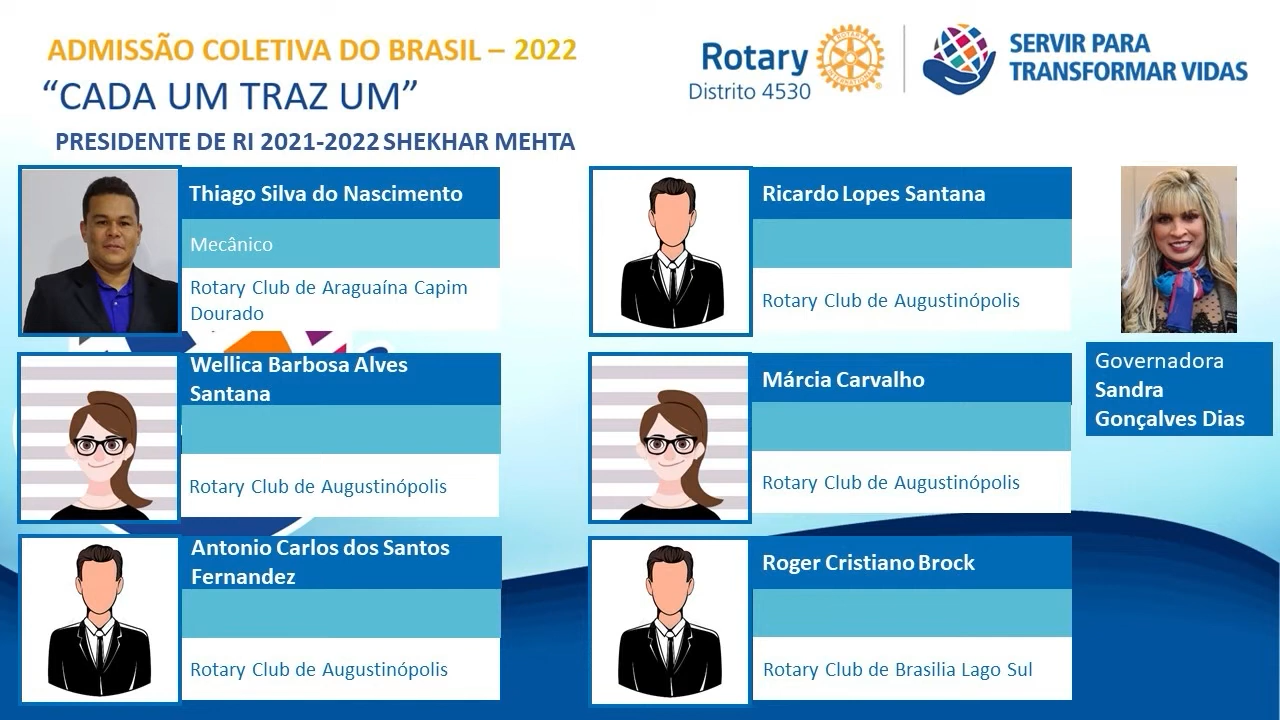 ADMISSÃO COLETIVA DO BRASIL – 2022
“CADA UM TRAZ UM”
PRESIDENTE DE RI 2021-2022 SHEKHAR MEHTA
Rotary
Distrito 4530
ROTARY
INTERNATIONAL
SERVIR PARA
TRANSFORMAR VIDAS
Thiago Silva do Nascimento
Mecânico
Rotary Club de Araguaína Capim
Dourado
Ricardo Lopes Santana
Rotary Club de Augustinópolis
Governadora
Sandra
Gonçalves Dias
Wellica Barbosa Alves
Santana
Rotary Club de Augustinópolis
Márcia Carvalho
Rotary Club de Augustinópolis
Antonio Carlos dos Santos
Fernandez
Rotary Club de Augustinópolis
Roger Cristiano Brock
Rotary Club de Brasilia Lago Sul